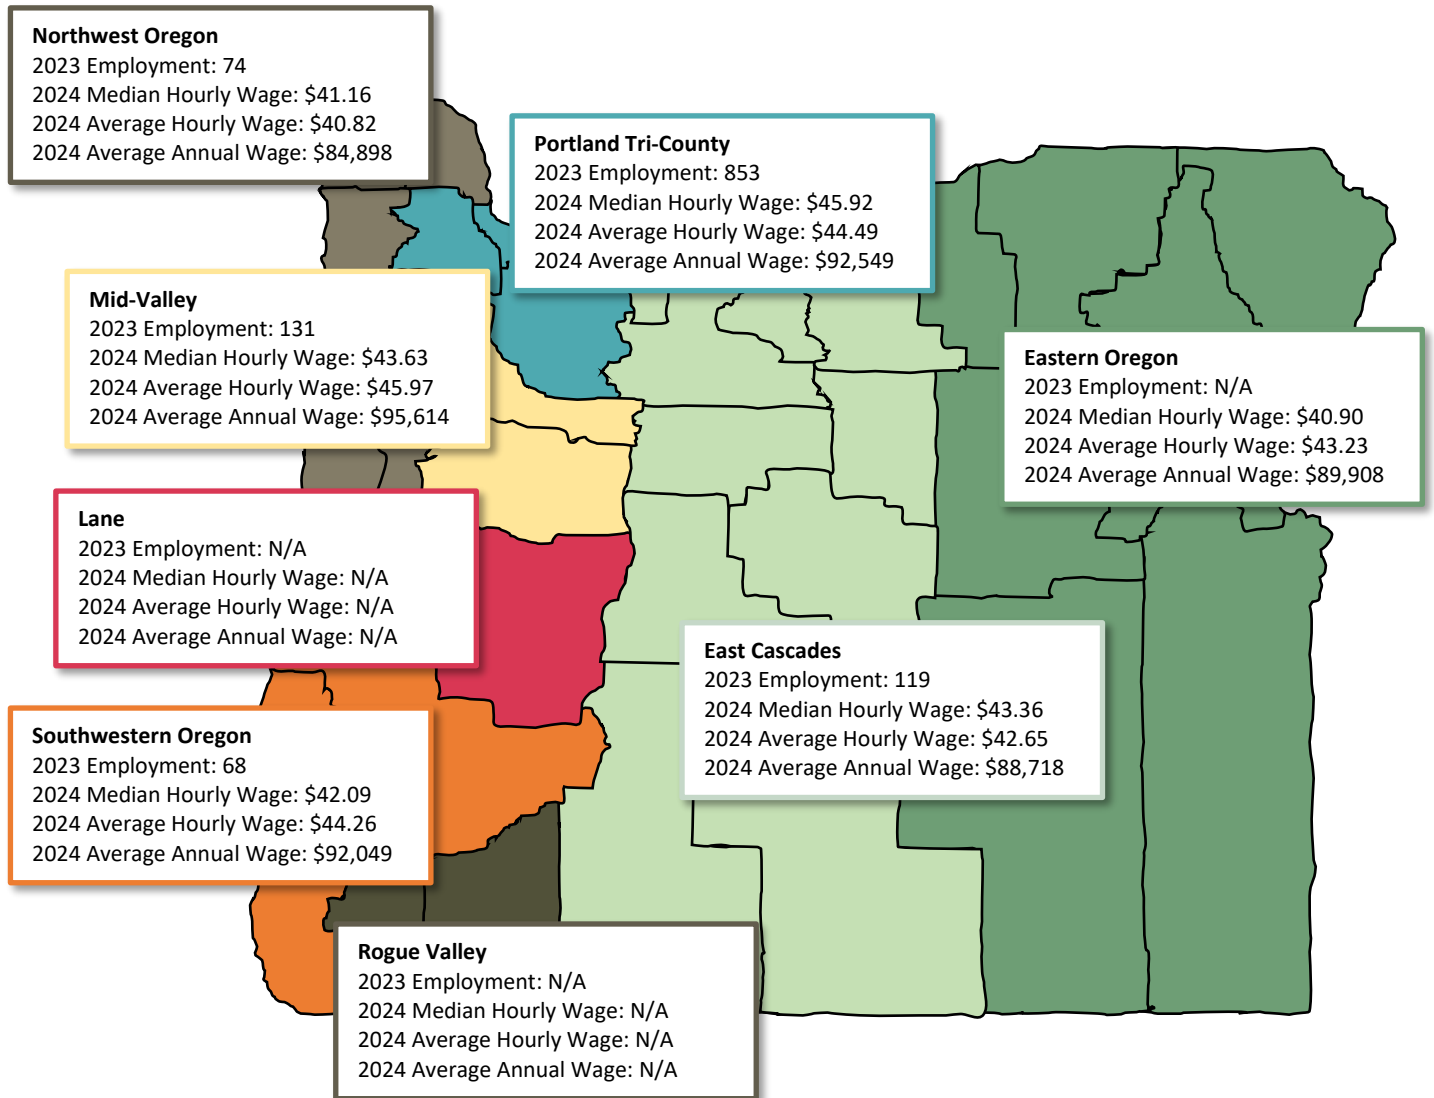 Northwest Oregon
2023 Employment: 74
2024 Median Hourly Wage: $41.16
2024 Average Hourly Wage: $40.82
2024 Average Annual Wage: $84,898
Portland Tri-County
2023 Employment: 853
2024 Median Hourly Wage: $45.92
2024 Average Hourly Wage: $44.49
2024 Average Annual Wage: $92,549
Mid-Valley
2023 Employment: 131
2024 Median Hourly Wage: $43.63
2024 Average Hourly Wage: $45.97
2024 Average Annual Wage: $95,614
Eastern Oregon
2023 Employment: N/A
2024 Median Hourly Wage: $40.90
2024 Average Hourly Wage: $43.23
2024 Average Annual Wage: $89,908
Lane
2023 Employment: N/A
2024 Median Hourly Wage: N/A
2024 Average Hourly Wage: N/A
2024 Average Annual Wage: N/A
East Cascades
2023 Employment: 119
2024 Median Hourly Wage: $43.36
2024 Average Hourly Wage: $42.65
2024 Average Annual Wage: $88,718
Southwestern Oregon
2023 Employment: 68
2024 Median Hourly Wage: $42.09
2024 Average Hourly Wage: $44.26
2024 Average Annual Wage: $92,049
Rogue Valley
2023 Employment: N/A
2024 Median Hourly Wage: N/A
2024 Average Hourly Wage: N/A
2024 Average Annual Wage: N/A